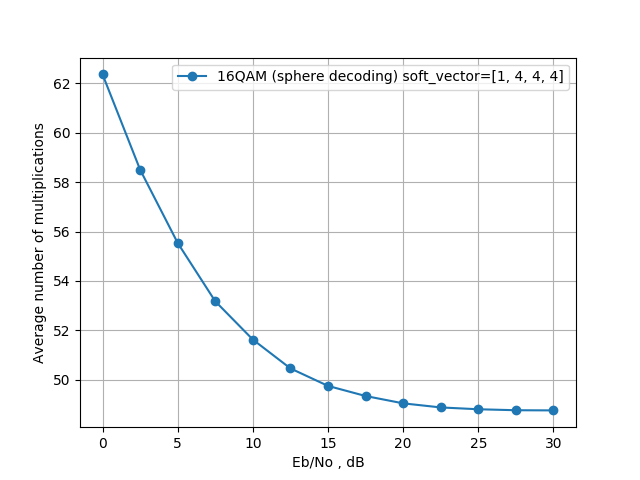 16QAM (sphere decoding) soft_vector=[1, 4, 4, 4]
Average number of multiplications
62
60
58
56
54
52
50
0 5 10 15 20 25 30
Eb/No , dB